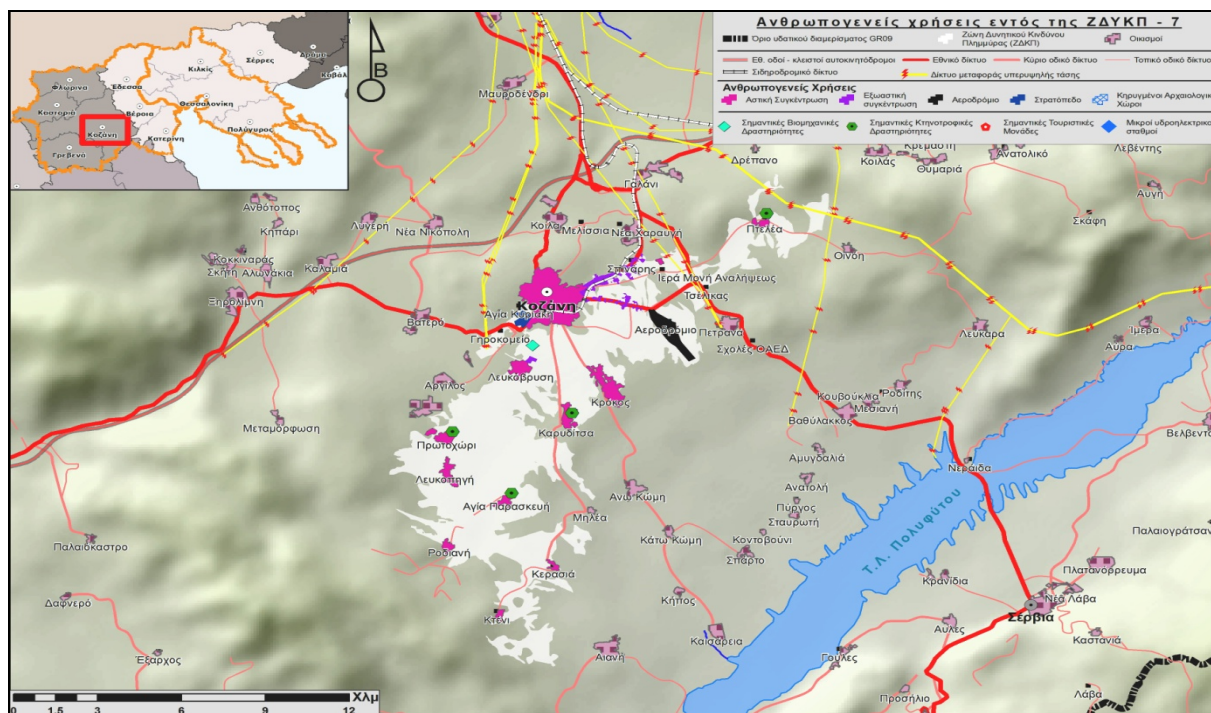 Ανθρωπογενείς χρήσεις εντός της ΖΔΥΚΠ - 7
Όριο υδατικού διαμερίσματος GR09
Ζώνη Δυνητικού Κινδύνου
Πλημμύρας (ΖΔΚΠ)
Οικισμοί
Εθ. οδοί - κλειστοί αυτοκινητόδρομοι
Εθνικό δίκτυο
Κύριο οδικό δίκτυο
Τοπικό οδικό δίκτυο
Σιδηροδρομικό δίκτυο
Δίκτυο μεταφοράς υπερυψηλής τάσης
Ανθρωπογενείς Χρήσεις
Αστική Συγκέντρωση
Εξωαστική
συγκέντρωση
Αεροδρόμιο
Στρατόπεδο
Κηρυγμένοι Αρχαιολογικοί
Χώροι
Σημαντικές Βιομηχανικές
Δραστηριότητες
Σημαντικές Κτηνοτροφικές
Δραστηριότητες
Σημαντικές Τουριστικές
Μονάδες
Μικροί υδροηλεκτρικοί
σταθμοί
Δράμα
Σέρρες
Κιλκίς
Καβάλ
Φλώρινα
Έδεσσα
Θεσσαλονίκη
Καστοριά
Βέροια
Κοζάνη
Κατερίνη
Πολύγυρος
Γρεβενά
Β
Μαυροδένδρι
Δρέπανο
Κοιλάς
Κρεμαστή
Θυμαριά
Ανατολικό
Λεβέντης
Γαλάνι
Αυγή
Ανθότοπος
Κηπάρι
Λυγερή
Νέα Νικόπολη
Κοίλα
Μελίσσια
Νέα Χαραυγή
Πτελέα
Σκάφη
Κοκκιναράς
Σκήτη
Αλωνάκια
Καλαμιά
Σπινάρης
Οινόη
Ιερά Μονή Αναλήψεως
Ξηρολίμνη
Τσέλικας
Κοζάνη
Βατερό
Αγία Κυριακή
Αεροδρόμιο
Πετρανά
Λευκάρα
Ίμερα
Γηροκομείο
Σχολές ΟΑΕΔ
Αύρα
Λευκόβρυση
Άργιλος
Κρόκος
Κουβούκλια
Ροδίτης
Μεσιανή
Μεταμόρφωση
Καρυδίτσα
Βαθύλακκος
Βελβεντό
Πρωτοχώρι
Αμυγδαλιά
Νεράιδα
Λευκοπηγή
Ανατολή
Άνω Κώμη
Αγία Παρασκευή
Πύργος
Μηλέα
Σταυρωτή
Παλαιόκαστρο
Κάτω Κώμη
Κοντοβούνι
Παλαιογράτσαν
Ροδιανή
Σπάρτο
Τ.Λ. Πολυφύτου
Κερασιά
Κρανίδια
Πλατανόρρευμα
Δαφνερό
Κήπος
Νέα Λάβα
Κτένι
Σέρβια
Αυλές
Καισάρεια
Καστανιά
Έξαρχος
Αιανή
Γούλες
Λάβα
Προσήλιο
Χλμ
0 1.5 3 6 9 12